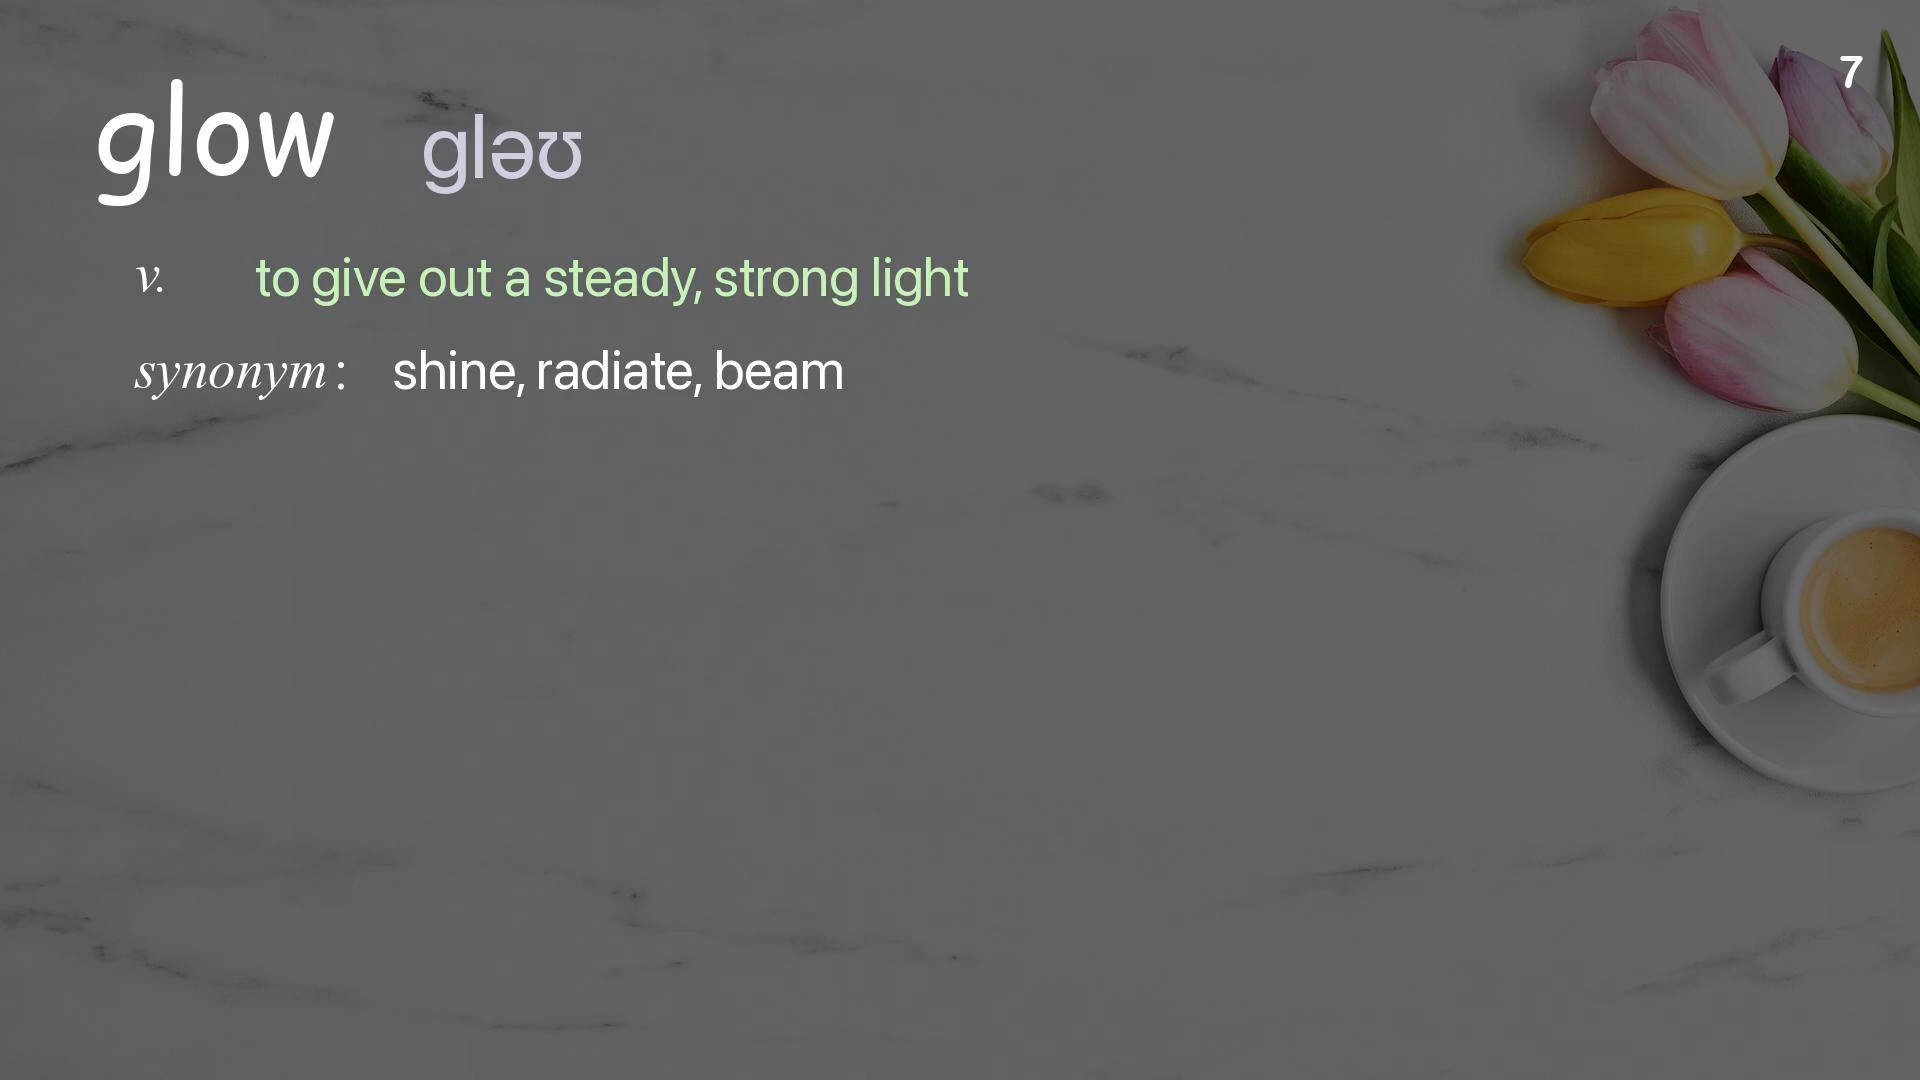 7
glow gləʊ
v. to give out a steady, strong light
synonym : shine, radiate, beam